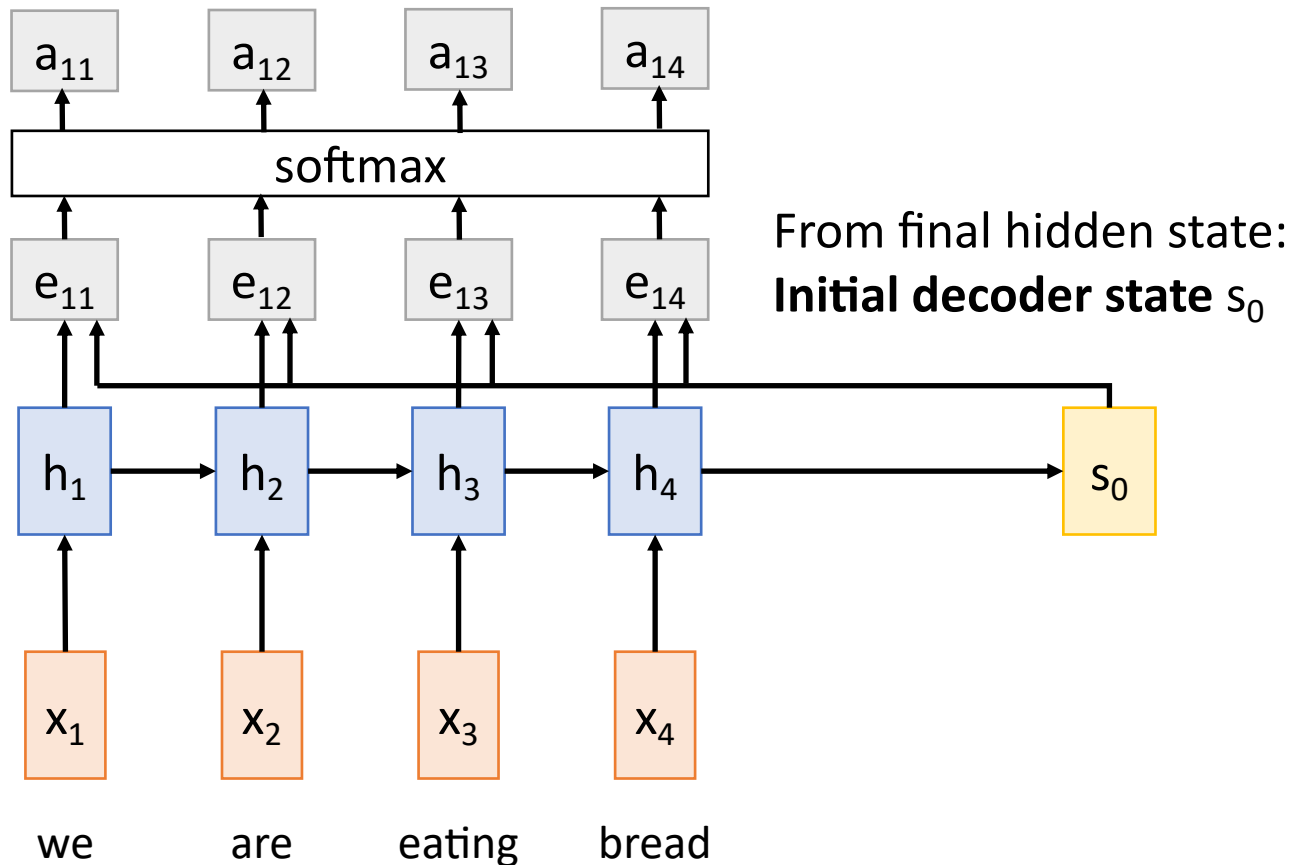 a₁₁ a₁₂ a₁₃ a₁₄
softmax
e₁₁ e₁₂ e₁₃ e₁₄
From final hidden state:
Initial decoder state s₀
h₁ h₂ h₃ h₄ s₀
x₁ x₂ x₃ x₄
we are eating bread